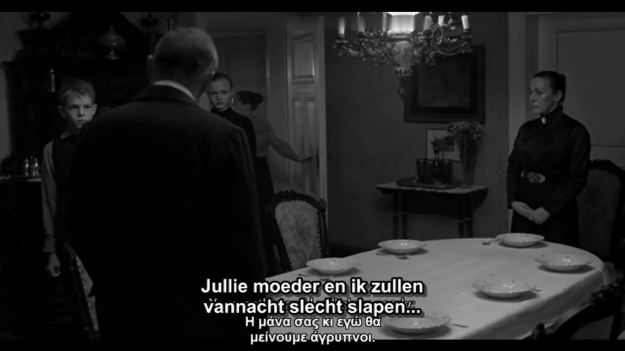 Jullie moeder en ik zullen
vannacht slecht slapen...
Η μάνα σας κι εγώ θα
μείνουμε άγρυπνοι.